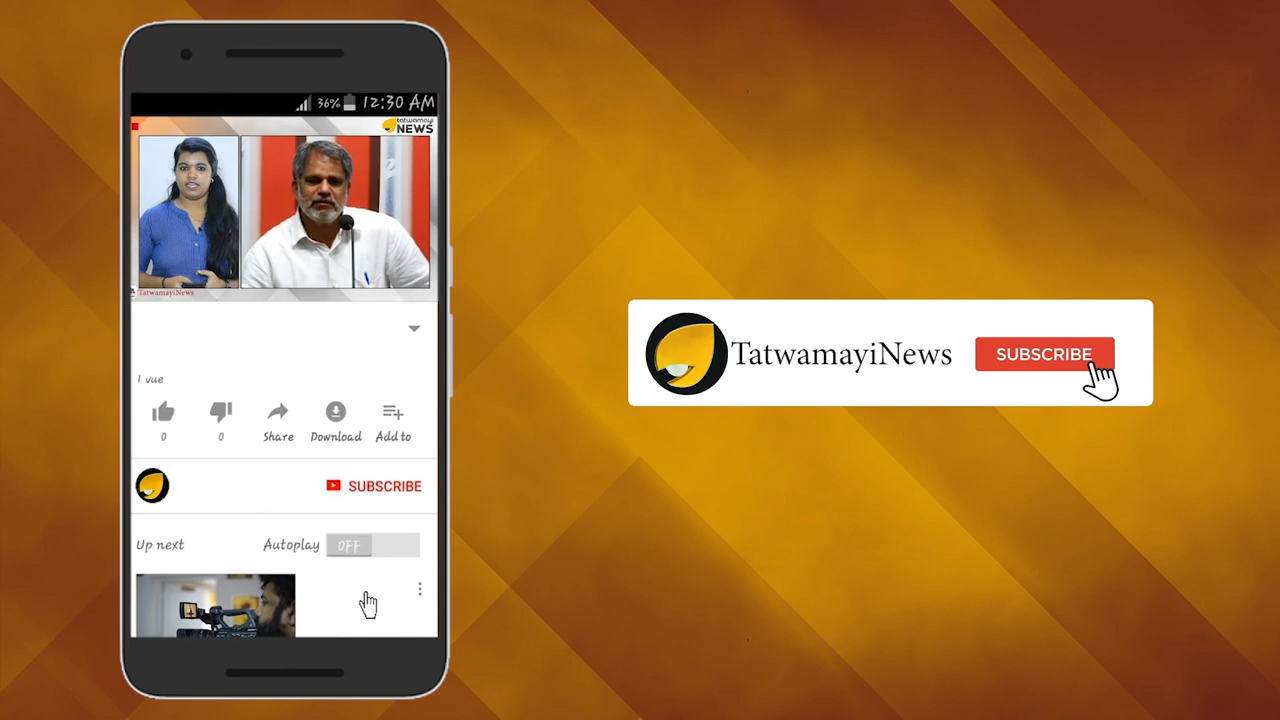 36% 12:30 AM
tatwamayi
NEWS
TatwamayiNews
1 vue
0 0 Share Download Add to
SUBSCRIBE
Up next Autoplay OFF
TatwamayiNews SUBSCRIBE